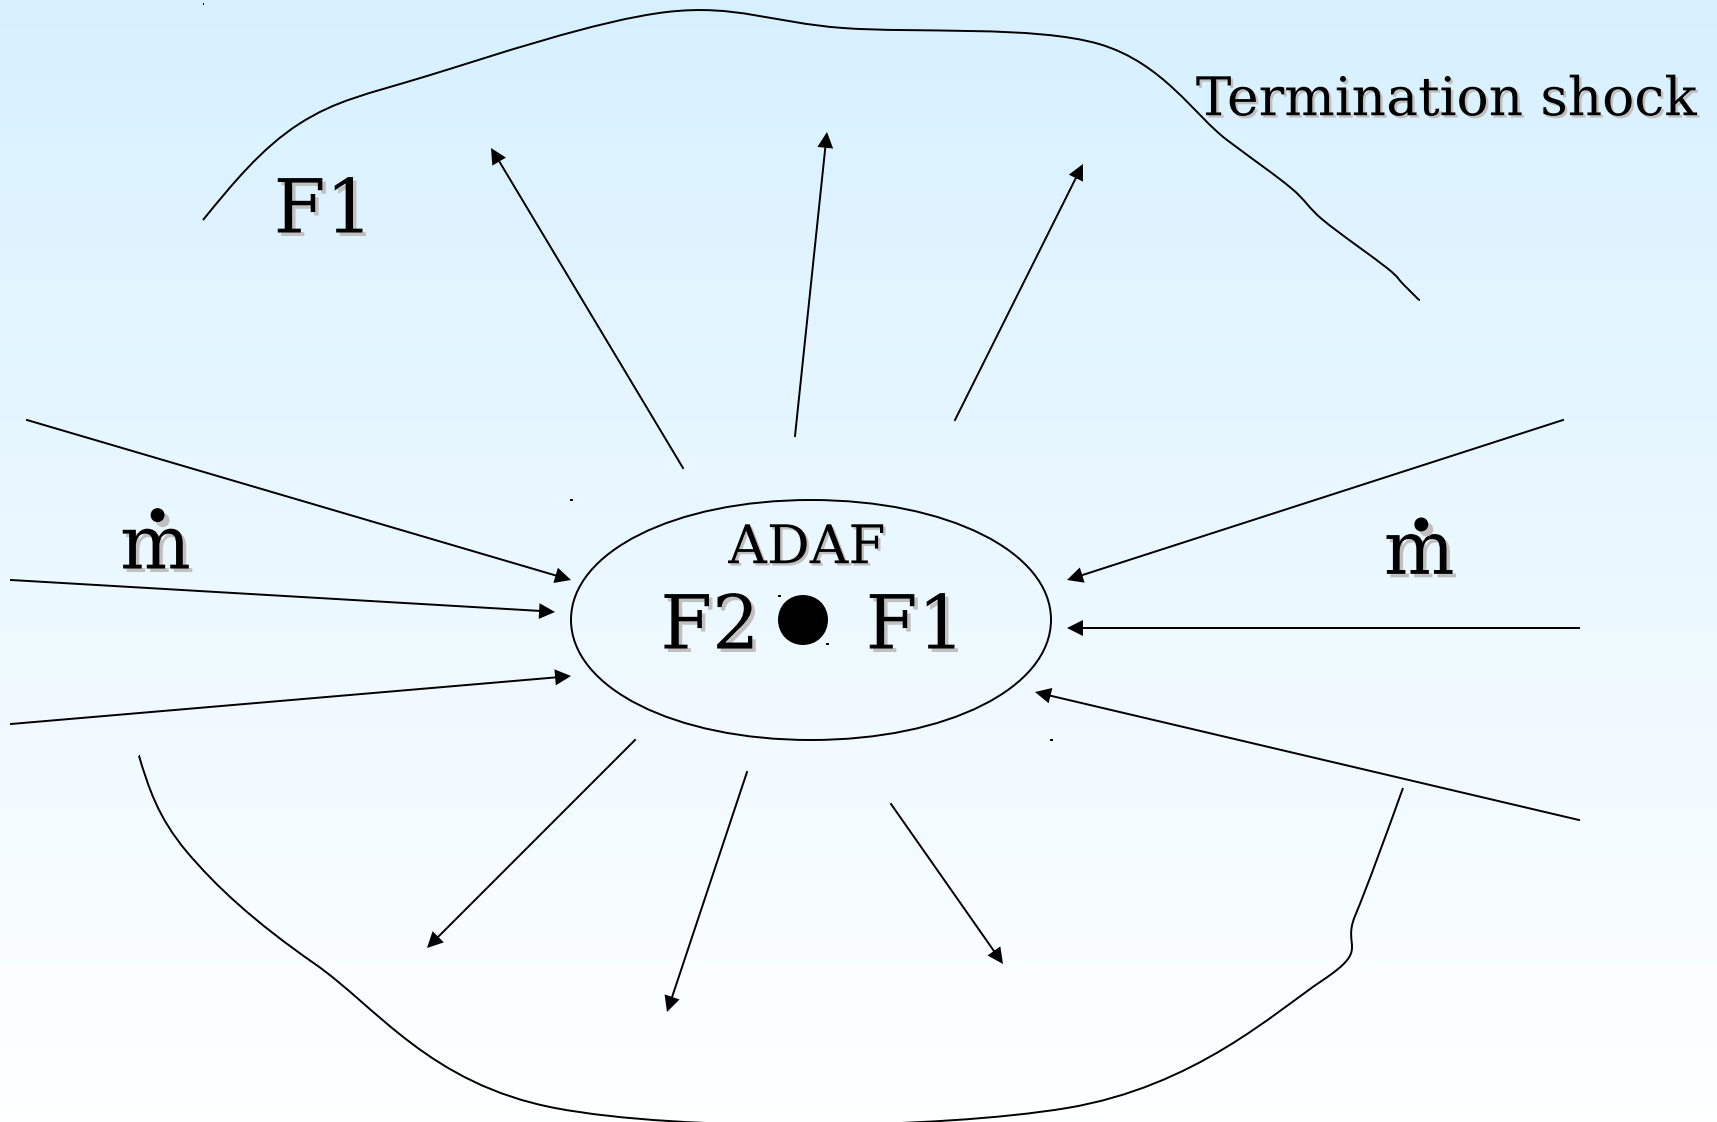 Termination shock
F1
ṁ
ṁ
ADAF
F2 F1